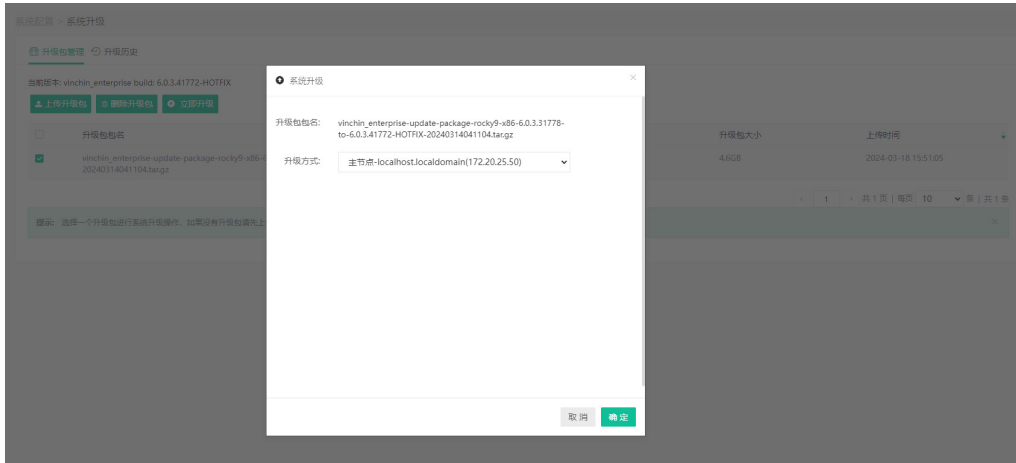 系统配置 > 系统升级
升级包管理 升级历史
当前版本: vinchin_enterprise build: 6.0.3.41772-HOTFIX
上传升级包 删除升级包 立即升级
升级包包名 升级包大小 上传时间
vinchin_enterprise-update-package-rocky9-x86-6
20240314041104.tar.gz
4.6GB 2024-03-18 15:51:05
1 共1页 | 每页 10 条 | 共1条
提示: 选择一个升级包进行系统升级操作，如果没有升级包请先上
系统升级
升级包包名: vinchin_enterprise-update-package-rocky9-x86-6.0.3.31778-
to-6.0.3.41772-HOTFIX-20240314041104.tar.gz
升级方式: 主节点-localhost.localdomain(172.20.25.50)
取消 确定